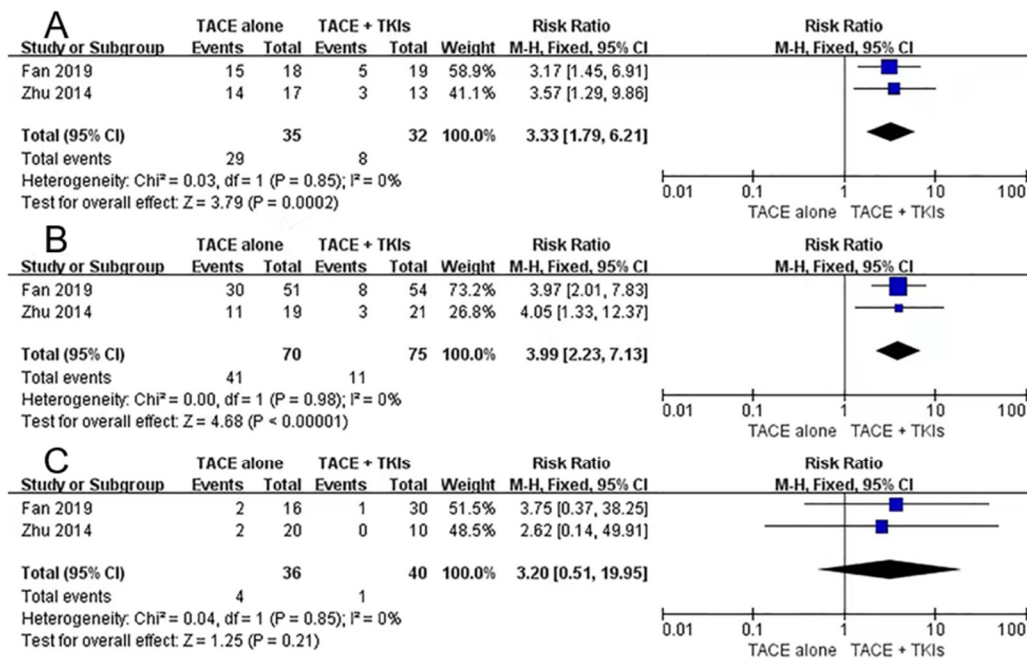 A
TACE alone TACE + TKIs Risk Ratio Risk Ratio
Study or Subgroup Events Total Events Total Weight M-H, Fixed, 95% CI M-H, Fixed, 95% CI
Fan 2019 15 18 5 19 58.9% 3.17 [1.45, 6.91]
Zhu 2014 14 17 3 13 41.1% 3.57 [1.29, 9.86]
Total (95% CI) 35 32 100.0% 3.33 [1.79, 6.21]
Total events 29 8
Heterogeneity: Chi² = 0.03, df = 1 (P = 0.85); I² = 0%
Test for overall effect: Z = 3.79 (P = 0.0002)
0.01 0.1 1 10 100
TACE alone TACE + TKIs
B
TACE alone TACE + TKIs Risk Ratio Risk Ratio
Study or Subgroup Events Total Events Total Weight M-H, Fixed, 95% CI M-H, Fixed, 95% CI
Fan 2019 30 51 8 54 73.2% 3.97 [2.01, 7.83]
Zhu 2014 11 19 3 21 26.8% 4.05 [1.33, 12.37]
Total (95% CI) 70 75 100.0% 3.99 [2.23, 7.13]
Total events 41 11
Heterogeneity: Chi² = 0.00, df = 1 (P = 0.98); I² = 0%
Test for overall effect: Z = 4.68 (P < 0.00001)
0.01 0.1 1 10 100
TACE alone TACE + TKIs
C
TACE alone TACE + TKIs Risk Ratio Risk Ratio
Study or Subgroup Events Total Events Total Weight M-H, Fixed, 95% CI M-H, Fixed, 95% CI
Fan 2019 2 16 1 30 51.5% 3.75 [0.37, 38.25]
Zhu 2014 2 20 0 10 48.5% 2.62 [0.14, 49.91]
Total (95% CI) 36 40 100.0% 3.20 [0.51, 19.95]
Total events 4 1
Heterogeneity: Chi² = 0.04, df = 1 (P = 0.85); I² = 0%
Test for overall effect: Z = 1.25 (P = 0.21)
0.01 0.1 1 10 100
TACE alone TACE + TKIs